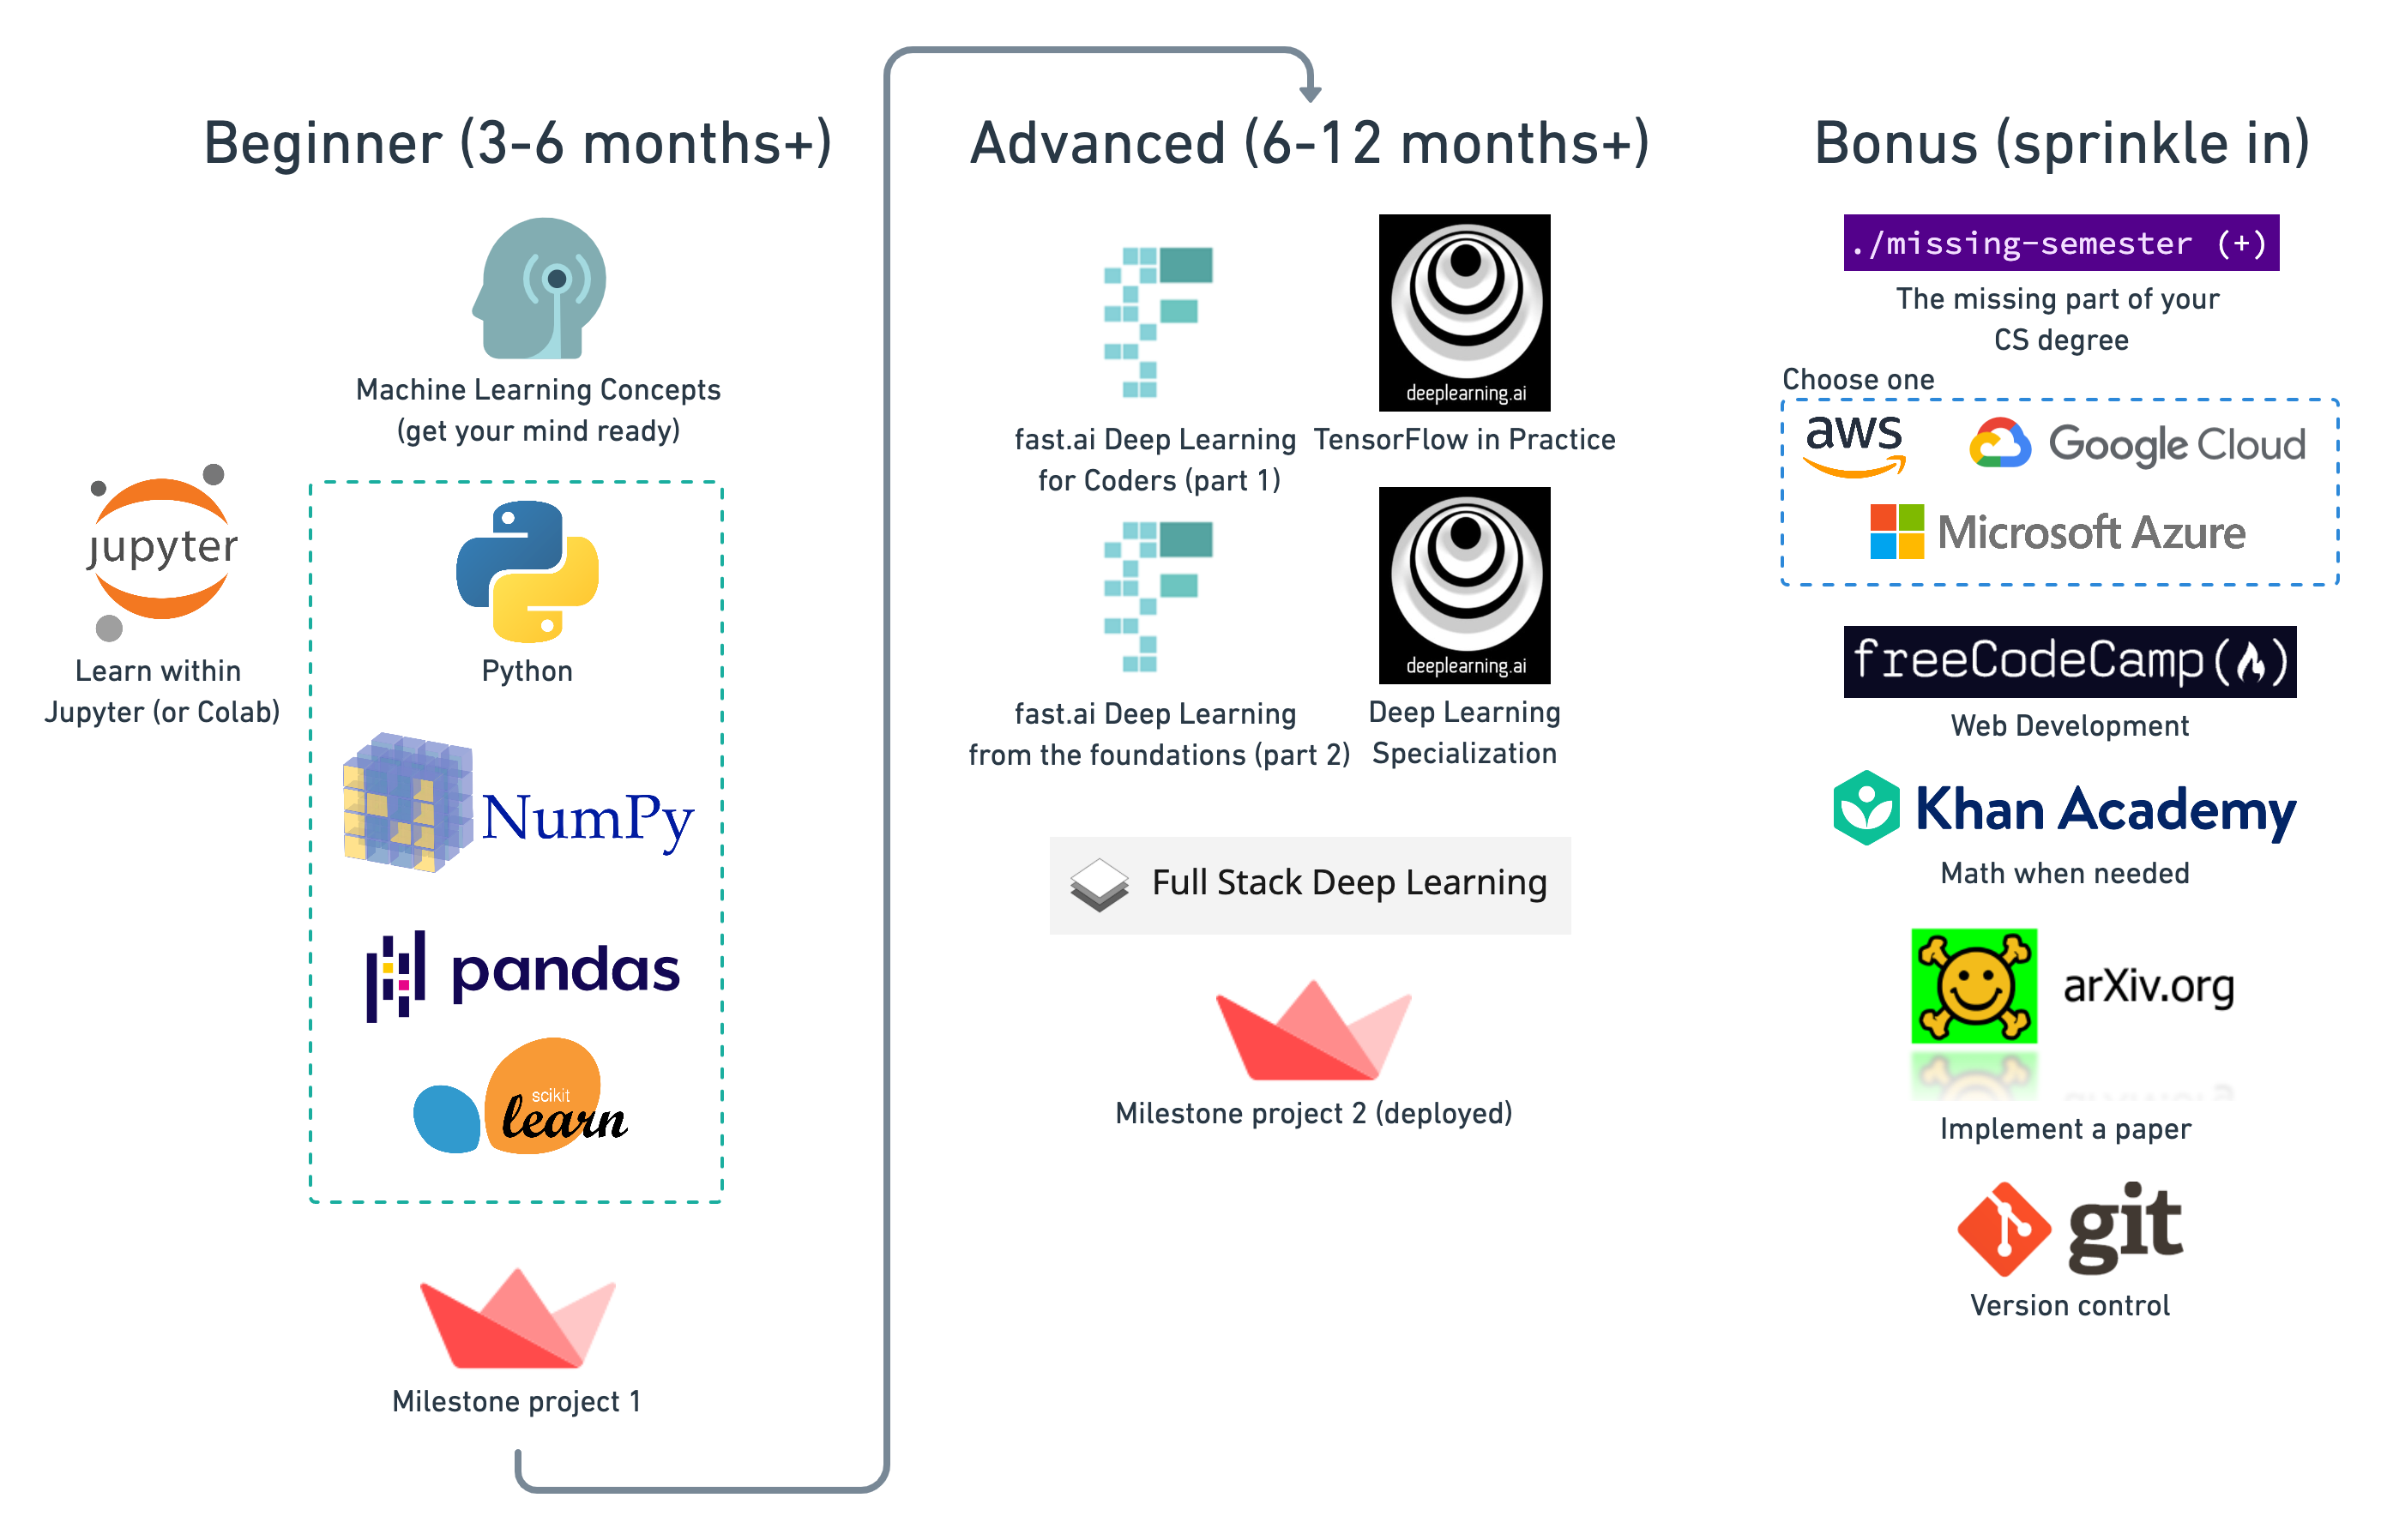 Beginner (3-6 months+)
Machine Learning Concepts
(get your mind ready)
jupyter
Learn within
Jupyter (or Colab)
Python
NumPy
pandas
scikit
learn
Milestone project 1
Advanced (6-12 months+)
fast.ai Deep Learning
for Coders (part 1)
deeplearning.ai
TensorFlow in Practice
fast.ai Deep Learning
from the foundations (part 2)
deeplearning.ai
Deep Learning
Specialization
Full Stack Deep Learning
Milestone project 2 (deployed)
Bonus (sprinkle in)
./missing-semester (+)
The missing part of your
CS degree
Choose one
aws
Google Cloud
Microsoft Azure
freeCodeCamp(🔥)
Web Development
Khan Academy
Math when needed
arXiv.org
Implement a paper
git
Version control